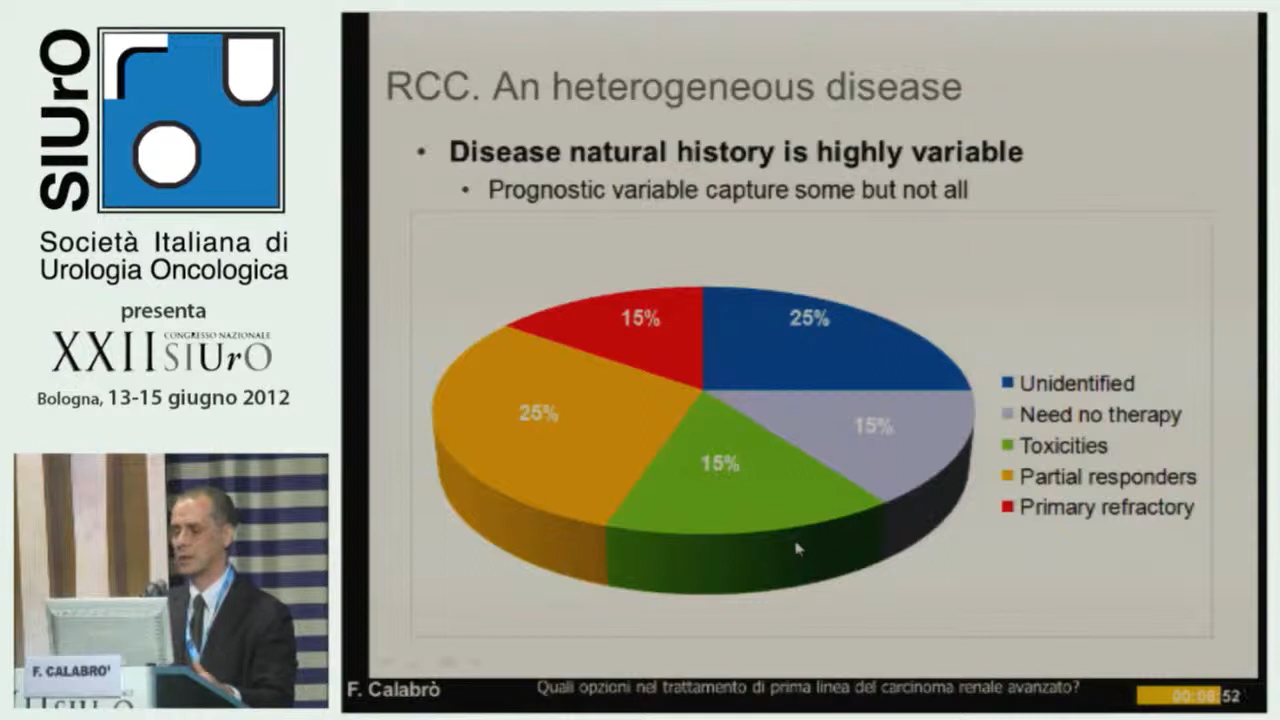 SIUrO
Società Italiana di
Urologia Oncologica
presenta
XXII CONGRESSO NAZIONALE
SIUrO
Bologna, 13-15 giugno 2012
F. CALABRO'
SIUrO
RCC. An heterogeneous disease
• Disease natural history is highly variable
• Prognostic variable capture some but not all
15%
25%
25%
15%
15%
Unidentified
Need no therapy
Toxicities
Partial responders
Primary refractory
F. Calabrò
Quali opzioni nel trattamento di prima linea del carcinoma renale avanzato?
00:08:52